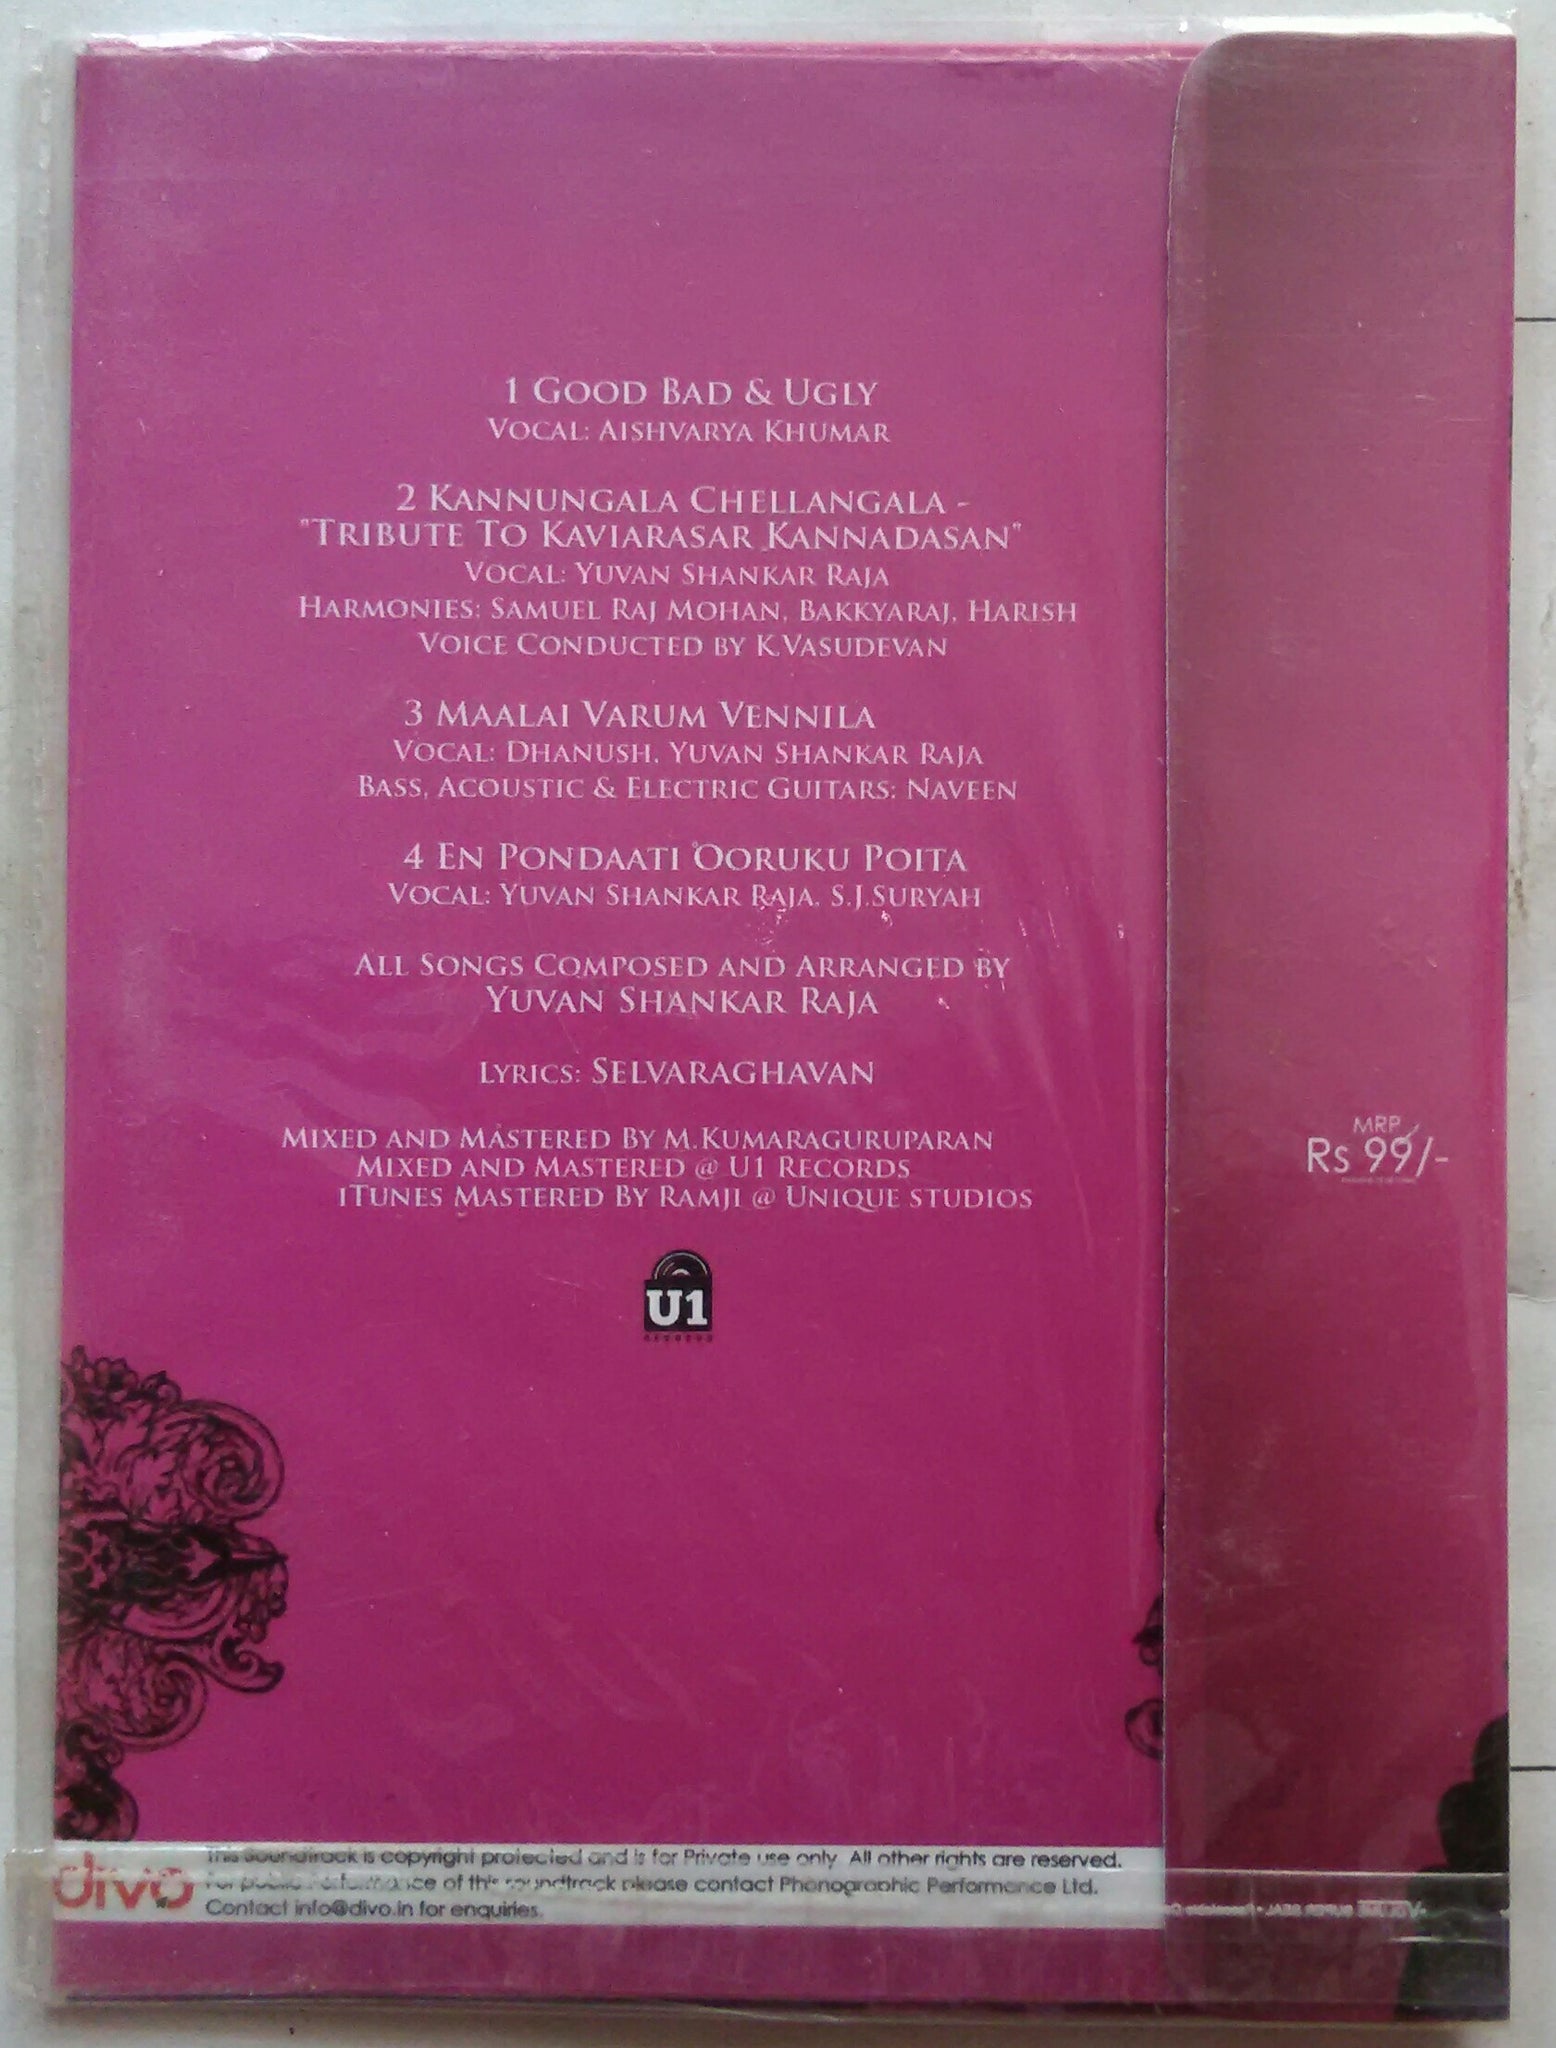 1 Good Bad & Ugly
Vocal: Aishvarya Khumar
2 Kannungala Chellangala -
"Tribute To Kaviarasar Kannadasan"
Vocal: Yuvan Shankar Raja
Harmonies: Samuel Raj Mohan, Bakkyaraj, Harish
Voice Conducted by K.Vasudevan
3 Maalai Varum Vennila
Vocal: Dhanush, Yuvan Shankar Raja
Bass, Acoustic & Electric Guitars: Naveen
4 En Pondaati Ooruku Poita
Vocal: Yuvan Shankar Raja, S.J.Suryah
All Songs Composed and Arranged by
Yuvan Shankar Raja
Lyrics: Selvaraghavan
Mixed and Mastered By M.Kumaraguruparan
Mixed and Mastered @ U1 Records
iTunes Mastered By Ramji @ Unique studios
U1
RECORDS
MRP
Rs 99/-
divo
This Soundtrack is copyright protected and is for Private use only. All other rights are reserved.
For public Performance of this soundtrack please contact Phonographic Performance Ltd.
Contact info@divo.in for enquiries.